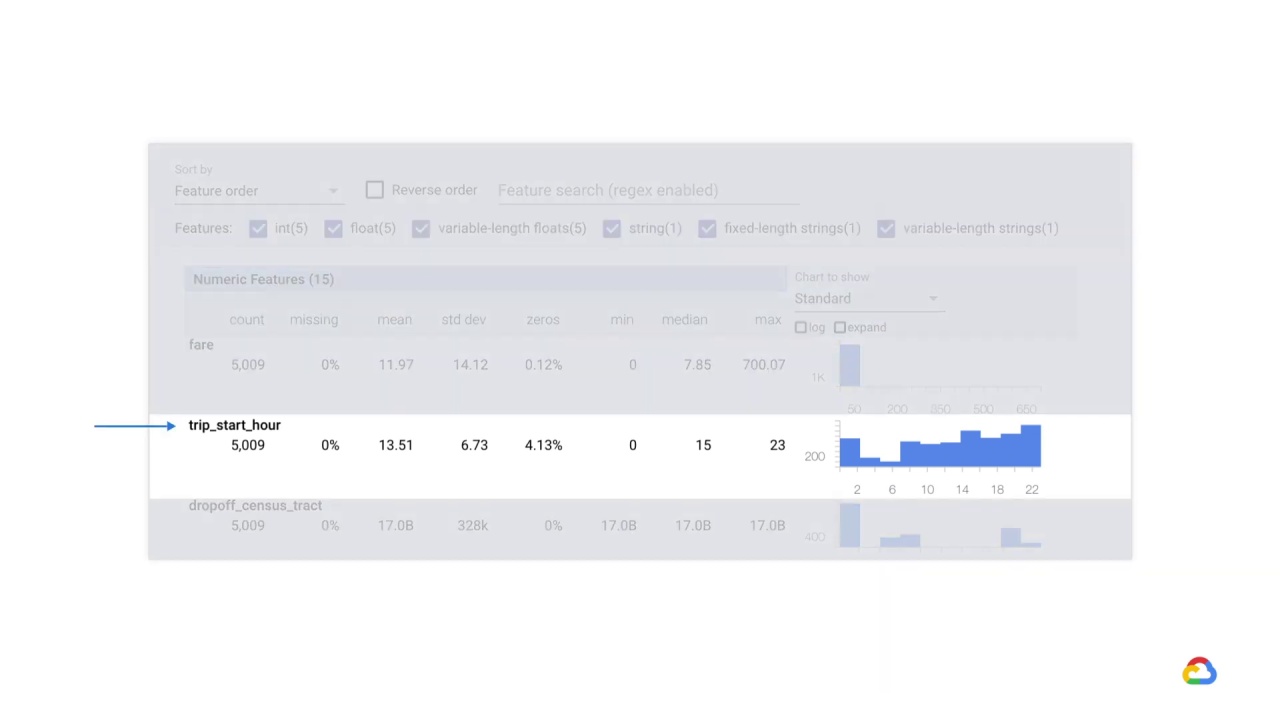 Sort by
Feature order
Reverse order
Feature search (regex enabled)
Features: int(5) float(5) variable-length floats(5) string(1) fixed-length strings(1) variable-length strings(1)
Numeric Features (15)
Chart to show
Standard
count missing mean std dev zeros min median max
log expand
fare
5,009 0% 11.97 14.12 0.12% 0 7.85 700.07
1K
50 200 350 500 650
trip_start_hour
5,009 0% 13.51 6.73 4.13% 0 15 23
200
2 6 10 14 18 22
dropoff_census_tract
5,009 0% 17.0B 328k 0% 17.0B 17.0B 17.0B
400